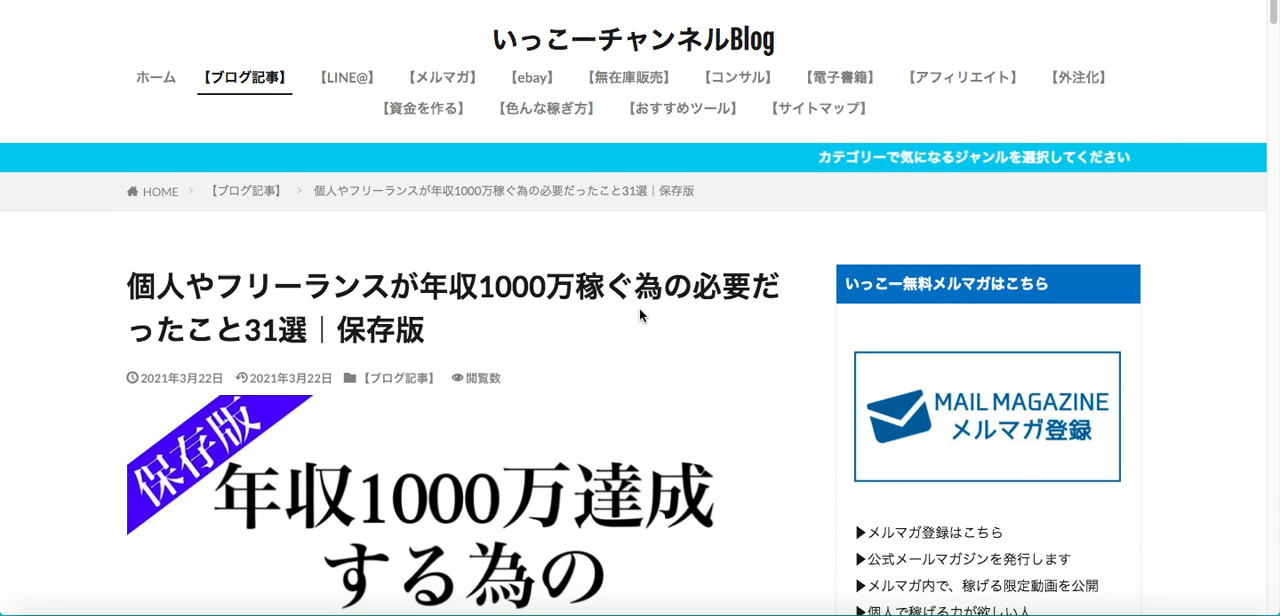 いっこーチャンネルBlog
ホーム 【ブログ記事】 【LINE@】 【メルマガ】 【ebay】 【無在庫販売】 【コンサル】 【電子書籍】 【アフィリエイト】 【外注化】
【資金を作る】 【色んな稼ぎ方】 【おすすめツール】 【サイトマップ】
カテゴリーで気になるジャンルを選択してください
HOME > 【ブログ記事】 > 個人やフリーランスが年収1000万稼ぐ為の必要だったこと31選｜保存版
個人やフリーランスが年収1000万稼ぐ為の必要だ
ったこと31選｜保存版
2021年3月22日 2021年3月22日 【ブログ記事】 閲覧数
保存版
年収1000万達成
する為の
いっこー無料メルマガはこちら
MAIL MAGAZINE
メルマガ登録
▶メルマガ登録はこちら
▶公式メールマガジンを発行します
▶メルマガ内で、稼げる限定動画を公開
▶個人で稼げる力が欲しい人